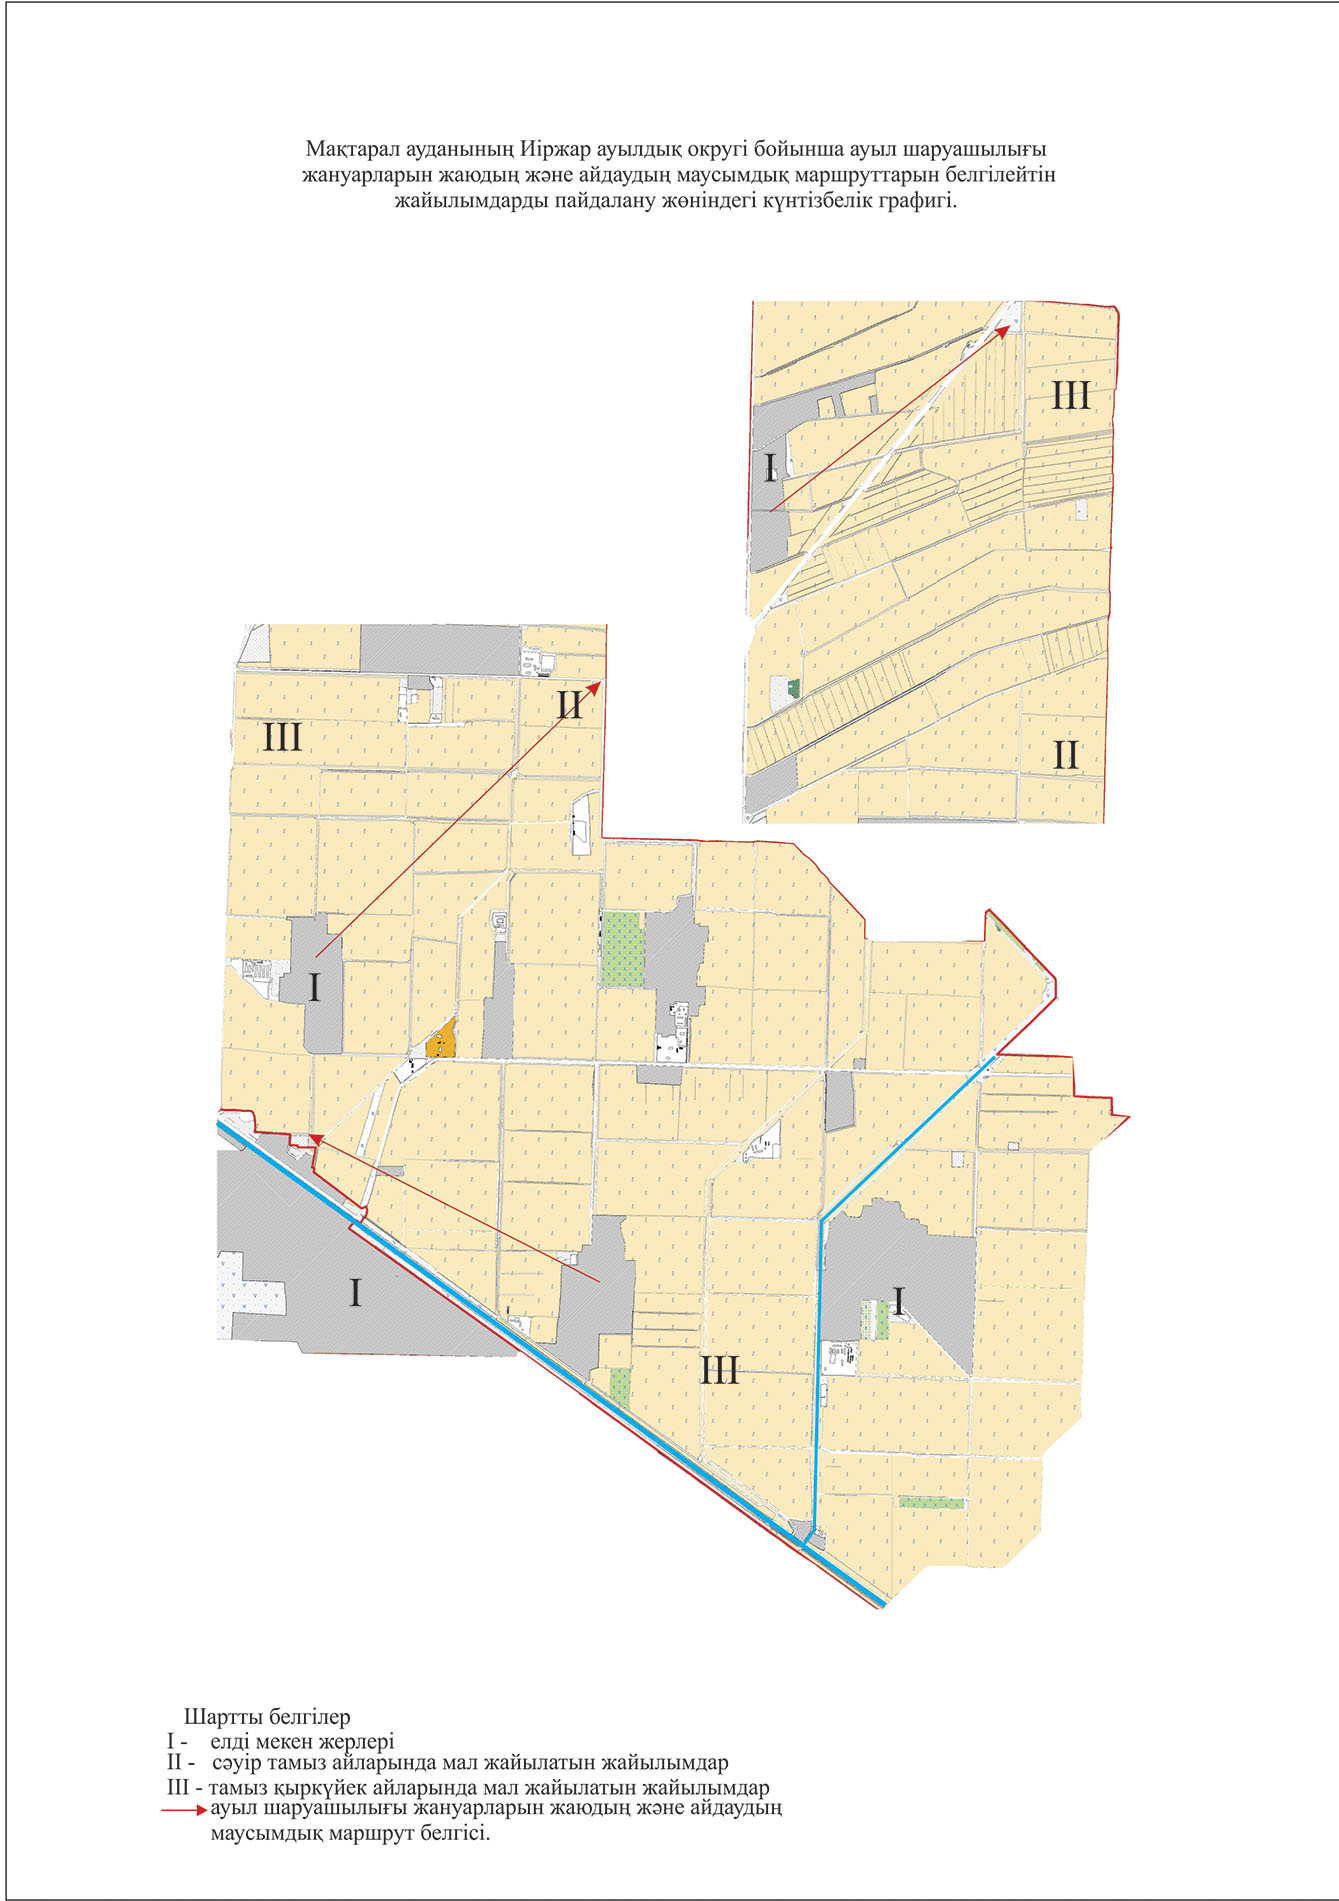 Мақтарал ауданының Иіржар ауылдық округі бойынша ауыл шаруашылығы
жануарларын жаюдың және айдаудың маусымдық маршруттарын белгілейтін
жайылымдарды пайдалану жөніндегі күнтізбелік графигі.
III
I
II
II
III
I
I
I
III
Шартты белгілер
I - елді мекен жерлері
II - сәуір тамыз айларында мал жайылатын жайылымдар
III - тамыз қыркүйек айларында мал жайылатын жайылымдар
ауыл шаруашылығы жануарларын жаюдың және айдаудың
маусымдық маршрут белгісі.